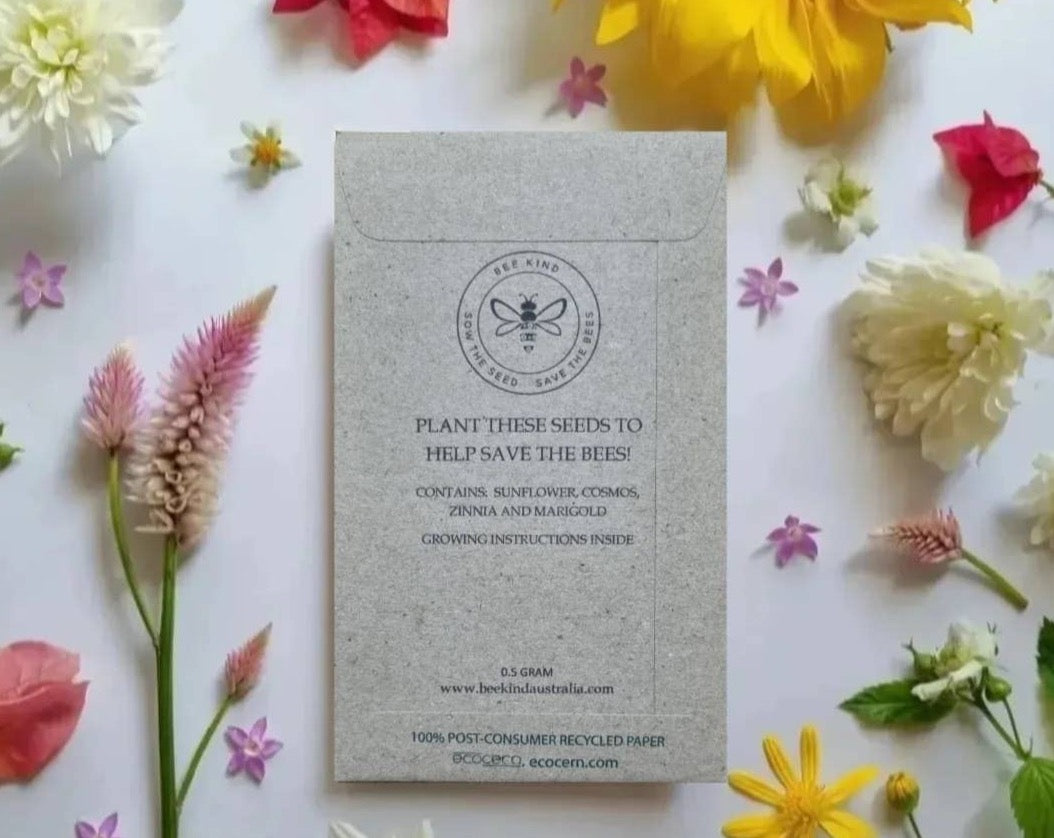 BEE KIND
SOW THE SEED SAVE THE BEES
PLANT THESE SEEDS TO
HELP SAVE THE BEES!
CONTAINS: SUNFLOWER, COSMOS,
ZINNIA AND MARIGOLD
GROWING INSTRUCTIONS INSIDE
0.5 GRAM
www.beekindaustralia.com
100% POST-CONSUMER RECYCLED PAPER
ecocern. ecocern.com